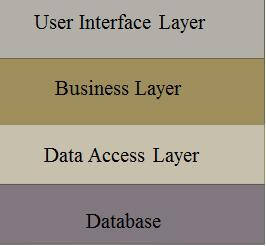 User Interface Layer
Business Layer
Data Access Layer
Database